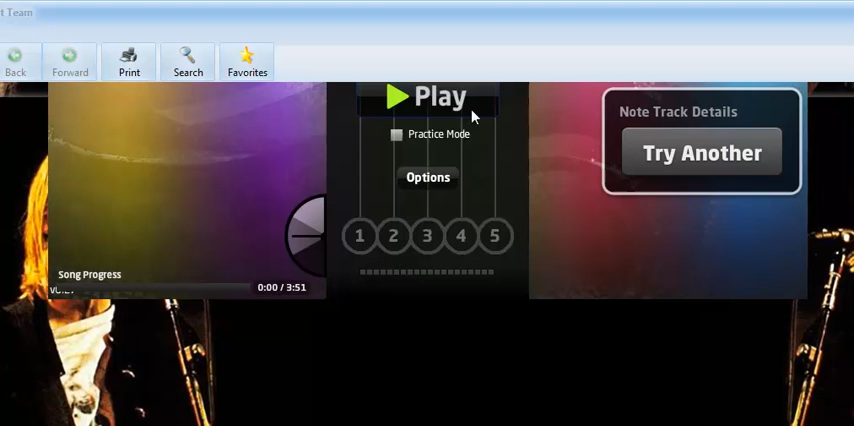 t Team
Back Forward Print Search Favorites
Play
Practice Mode
Options
Note Track Details
Try Another
1 2 3 4 5
Song Progress
0:00 / 3:51